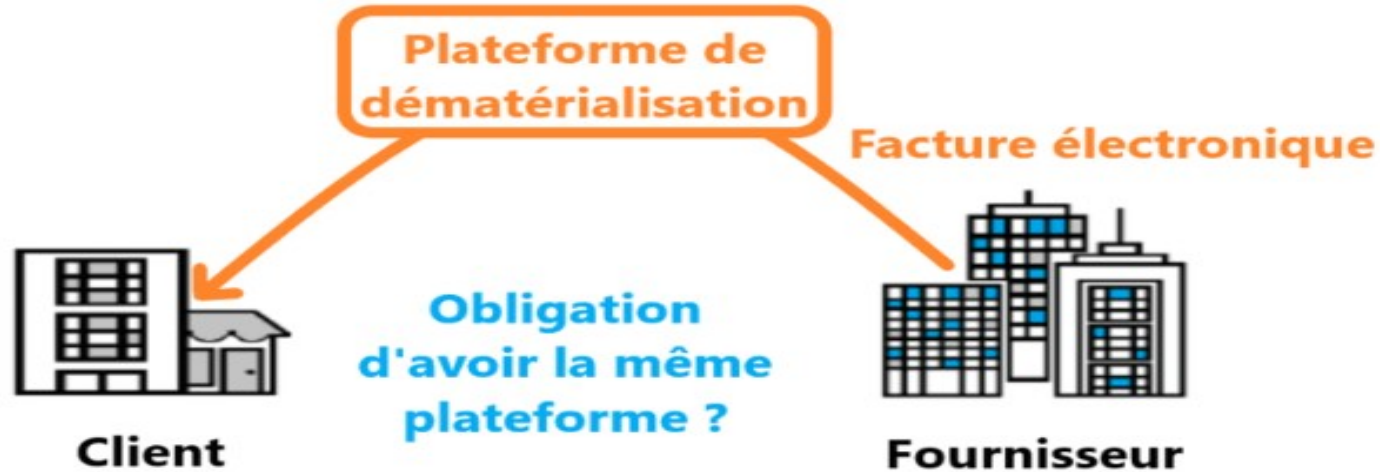 Plateforme de
dématérialisation
Facture électronique
Obligation
d'avoir la même
plateforme ?
Client
Fournisseur